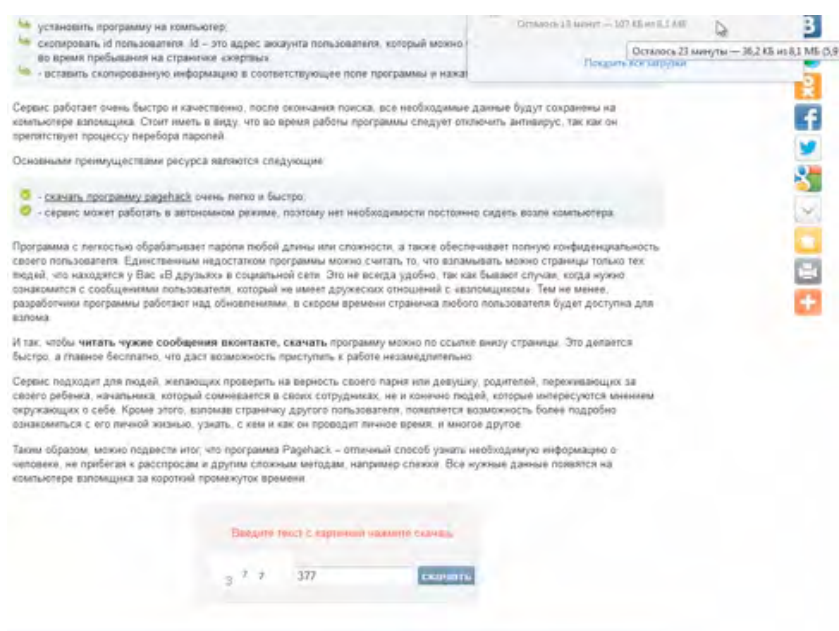 установить программу на компьютер;
скопировать id пользователя. Id – это адрес аккаунта пользователя, который можно
во время пребывания на страничке «жертвы».
- вставить скопированную информацию в соответствующее поле программы и нажа
Осталось 13 минут — 107 КБ из 8,1 МБ
Осталось 23 минуты — 36,2 КБ из 8,1 МБ (5,9
Показать все загрузки
Сервис работает очень быстро и качественно, после окончания поиска, все необходимые данные будут сохранены на
компьютере взломщика. Стоит иметь в виду, что во время работы программы следует отключить антивирус, так как он
препятствует процессу перебора паролей.
Основными преимуществами ресурса являются следующие:
- скачать программу pagehack очень легко и быстро;
- сервис может работать в автономном режиме, поэтому нет необходимости постоянно сидеть возле компьютера.
Программа с легкостью обрабатывает пароли любой длины или сложности, а также обеспечивает полную конфиденциальность
своего пользователя. Единственным недостатком программы можно считать то, что взламывать можно страницы только тех
людей, что находятся у Вас «В друзьях» в социальной сети. Это не всегда удобно, так как бывают случаи, когда нужно
ознакомится с сообщениями пользователя, который не имеет дружеских отношений с «взломщиком». Тем не менее,
разработчики программы работают над обновлениями, в скором времени страничка любого пользователя будет доступна для
взлома.
И так, чтобы читать чужие сообщения вконтакте, скачать программу можно по ссылке внизу страницы. Это делается
быстро, а главное бесплатно, что даст возможность приступить к работе незамедлительно.
Сервис подходит для людей, желающих проверить на верность своего парня или девушку, родителей, переживающих за
своего ребенка, начальника, который сомневается в своих сотрудниках, не и конечно людей, которые интересуются мнением
окружающих о себе. Кроме этого, взломав страничку другого пользователя, появляется возможность более подробно
ознакомиться с его личной жизнью, узнать, с кем и как он проводит личное время, и многое другое.
Таким образом, можно подвести итог, что программа Pagehack – отличный способ узнать необходимую информацию о
человеке, не прибегая к расспросам и другим сложным методам, например слежке. Все нужные данные появятся на
компьютере взломщика за короткий промежуток времени.
Введите текст с картинки нажмите скачать
3 7 7
377
скачать